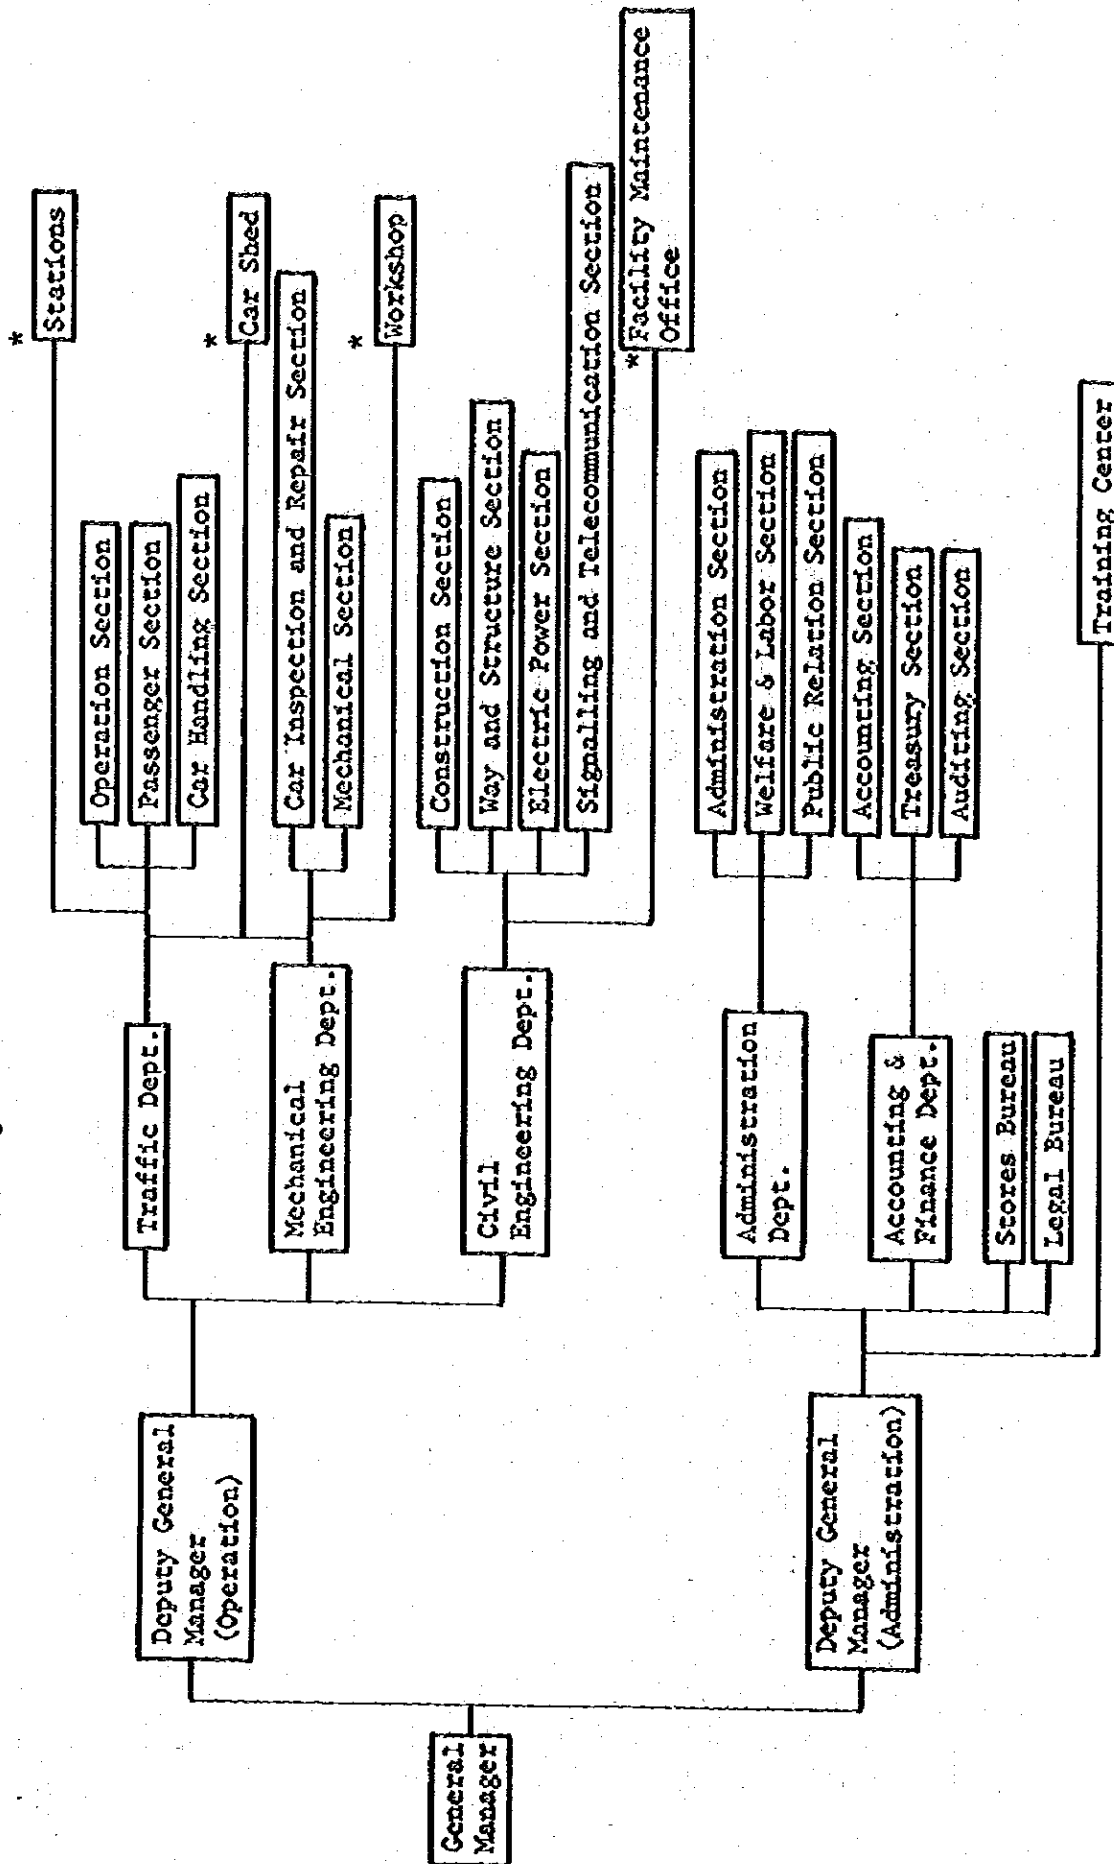 General
Manager
Deputy General
Manager
(Operation)
Traffic Dept.
*
Stations
Operation Section
Passenger Section
Car Handling Section
*
Car Shed
Mechanical
Engineering Dept.
Car Inspection and Repair Section
Mechanical Section
*
Workshop
Civil
Engineering Dept.
Construction Section
Way and Structure Section
Electric Power Section
Signalling and Telecommunication Section
*Facility Maintenance
Office
Deputy General
Manager
(Administration)
Administration
Dept.
Administration Section
Welfare & Labor Section
Public Relation Section
Accounting &
Finance Dept.
Accounting Section
Treasury Section
Auditing Section
Stores Bureau
Legal Bureau
Training Center